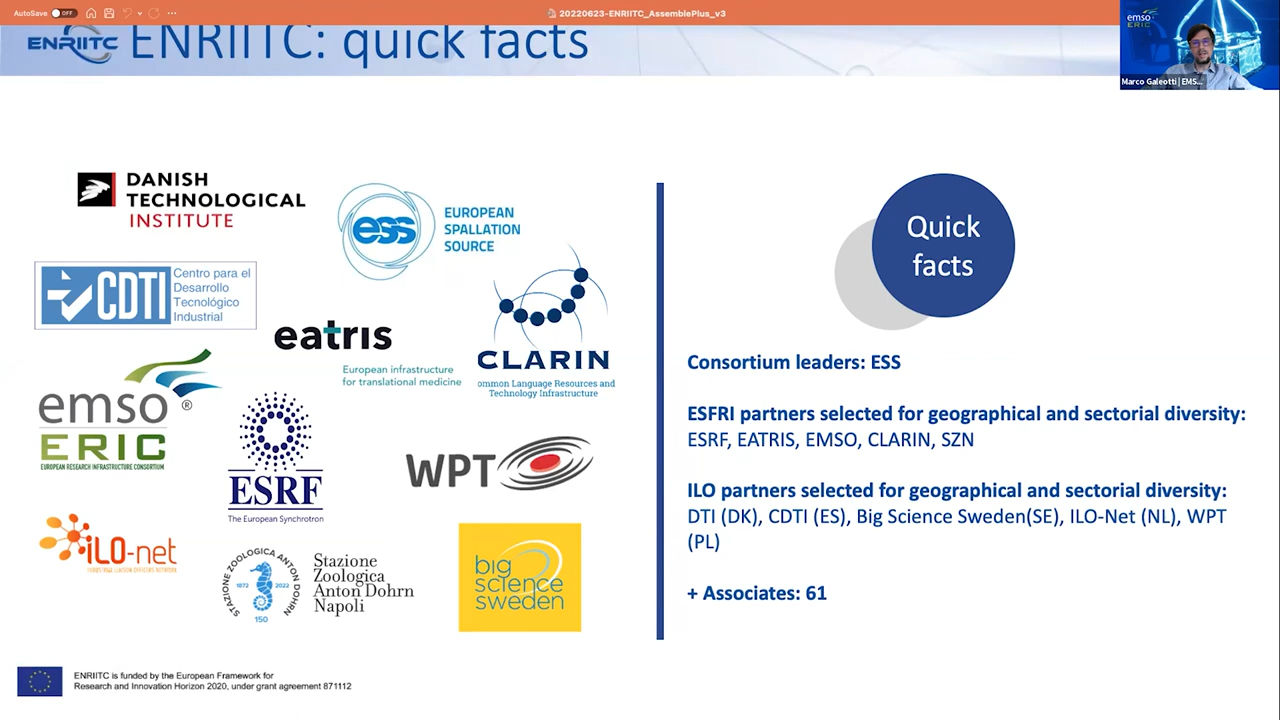 AutoSave OFF
20220623-ENRIITC_AssemblePlus_v3
ENRIITC
ENRIITC: quick facts
emso
ERIC
Marco Galeotti | EMS...
DANISH
TECHNOLOGICAL
INSTITUTE
ess
EUROPEAN
SPALLATION
SOURCE
CDTI
Centro para el
Desarrollo
Tecnológico
Industrial
eatris
European infrastructure
for translational medicine
CLARIN
ommon Language Resources and
Technology Infrastructure
emso ®
ERIC
EUROPEAN RESEARCH INFRASTRUCTURE CONSORTIUM
ESRF
The European Synchrotron
WPT
iLO-net
INDUSTRIAL LIAISON OFFICERS NETWORK
STAZIONE ZOOLOGICA ANTON DOHRN
1872 2022
150
Stazione
Zoologica
Anton Dohrn
Napoli
big
science
sweden
Quick
facts
Consortium leaders: ESS
ESFRI partners selected for geographical and sectorial diversity:
ESRF, EATRIS, EMSO, CLARIN, SZN
ILO partners selected for geographical and sectorial diversity:
DTI (DK), CDTI (ES), Big Science Sweden(SE), ILO-Net (NL), WPT
(PL)
+ Associates: 61
ENRIITC is funded by the European Framework for
Research and Innovation Horizon 2020, under grant agreement 871112